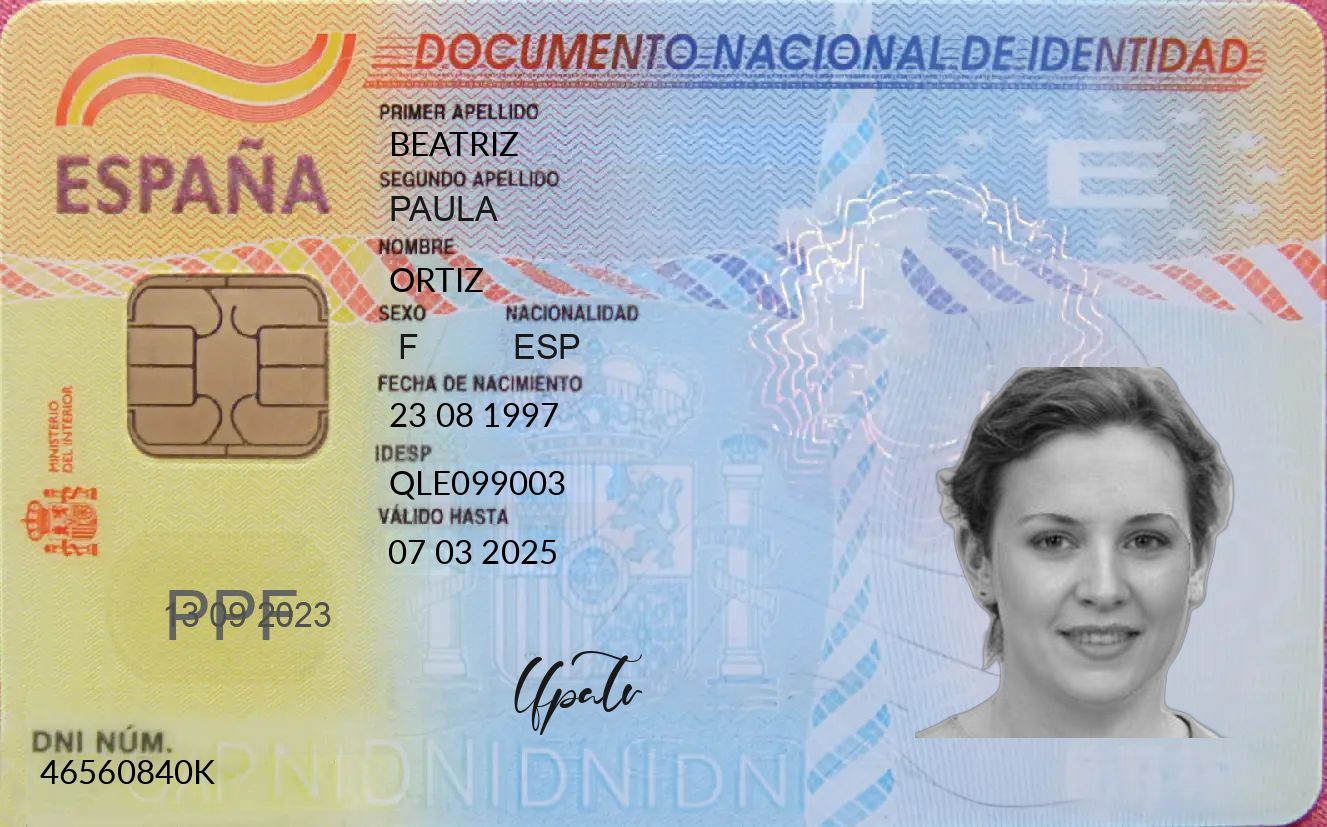 DOCUMENTO NACIONAL DE IDENTIDAD
ESPAÑA
PRIMER APELLIDO
BEATRIZ
SEGUNDO APELLIDO
PAULA
NOMBRE
ORTIZ
SEXO NACIONALIDAD
F ESP
FECHA DE NACIMIENTO
23 08 1997
IDESP
QLE099003
VÁLIDO HASTA
07 03 2025
MINISTERIO
DEL INTERIOR
E
PPF
13 09 2023
DNI NÚM.
46560840K
DNIDNIDNIDNI